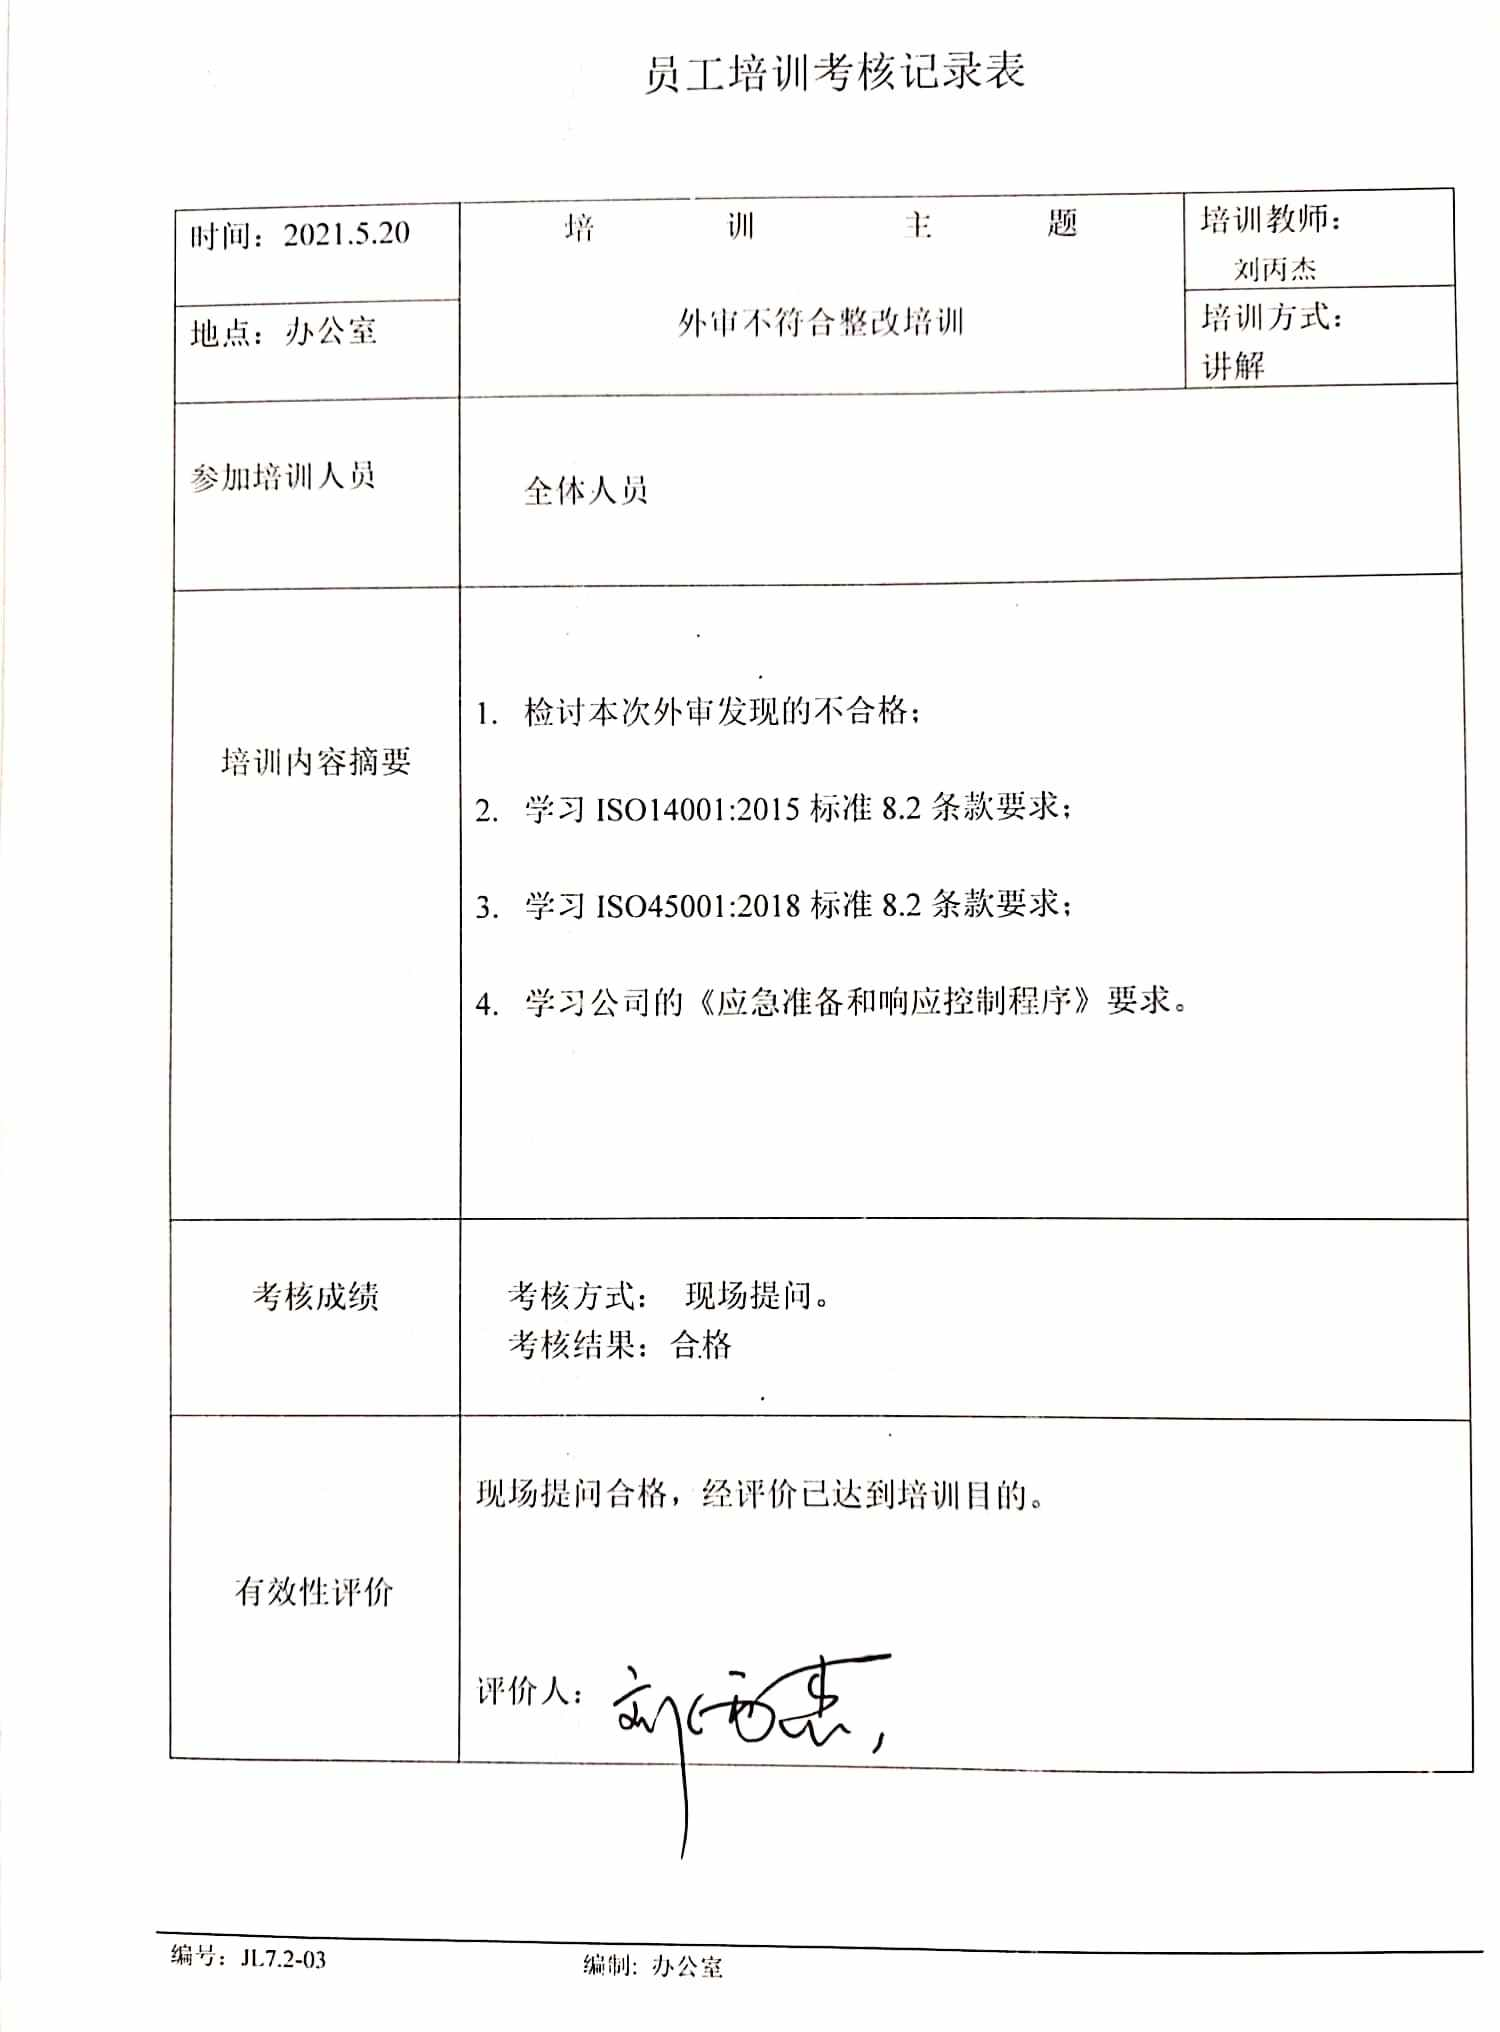 员工培训考核记录表
时间：2021.5.20
培 训 主 题
培训教师：
刘丙杰
地点：办公室
外审不符合整改培训
培训方式：
讲解
参加培训人员
全体人员
培训内容摘要
1. 检讨本次外审发现的不合格；
2. 学习 ISO14001:2015 标准 8.2 条款要求；
3. 学习 ISO45001:2018 标准 8.2 条款要求；
4. 学习公司的《应急准备和响应控制程序》要求。
考核成绩
考核方式： 现场提问。
考核结果：合格
有效性评价
现场提问合格，经评价已达到培训目的。
评价人：刘丙杰
编号：JL7.2-03
编制: 办公室